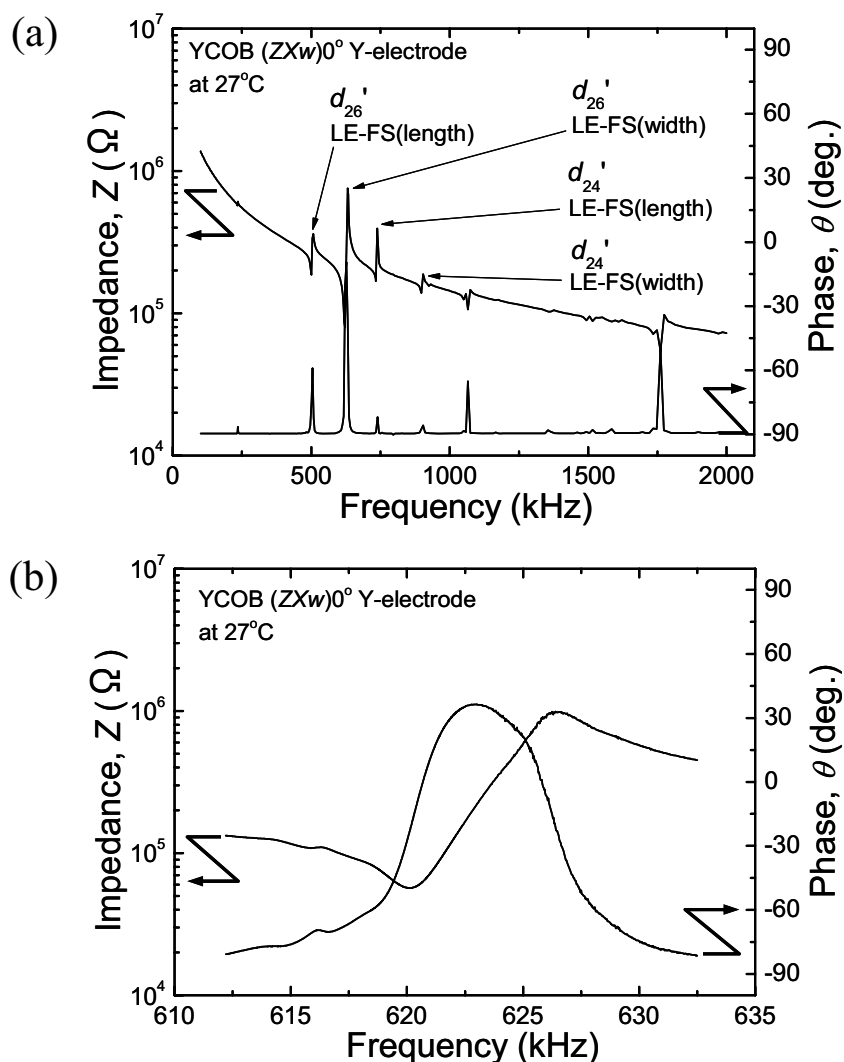 (a)
YCOB (ZXw)0° Y-electrode
at 27°C
d26'
LE-FS(length)
d26'
LE-FS(width)
d24'
LE-FS(length)
d24'
LE-FS(width)
Impedance, Z (Ω)
10^7
10^6
10^5
10^4
Phase, θ (deg.)
90
60
30
0
-30
-60
-90
0
500
1000
1500
2000
Frequency (kHz)
(b)
YCOB (ZXw)0° Y-electrode
at 27°C
Impedance, Z (Ω)
10^7
10^6
10^5
10^4
Phase, θ (deg.)
90
60
30
0
-30
-60
-90
610
615
620
625
630
635
Frequency (kHz)